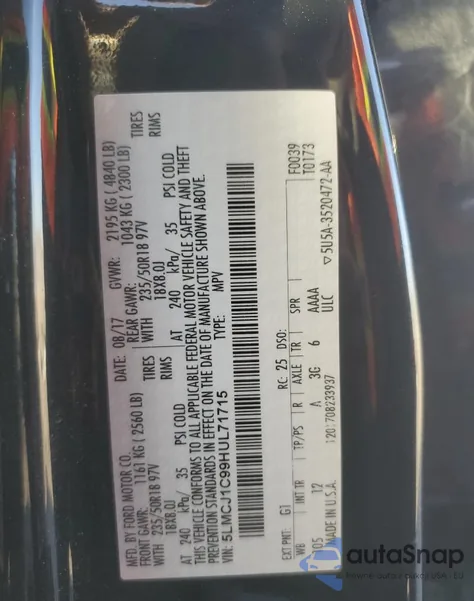 MFD. BY FORD MOTOR CO.
DATE: 08/17 GVWR: 2195 KG ( 4840 LB)
FRONT GAWR: 1161 KG ( 2560 LB) REAR GAWR: 1043 KG ( 2300 LB)
WITH 235/50R18 97V TIRES WITH 235/50R18 97V TIRES
18X8.0J RIMS 18X8.0J RIMS
AT 240 kPa/ 35 PSI COLD AT 240 kPa/ 35 PSI COLD
THIS VEHICLE CONFORMS TO ALL APPLICABLE FEDERAL MOTOR VEHICLE SAFETY AND THEFT
PREVENTION STANDARDS IN EFFECT ON THE DATE OF MANUFACTURE SHOWN ABOVE.
VIN: 5LMCJ1C99HUL71715 TYPE: MPV
F0039
T0173
EXT PNT: G1 RC: 25 DSO:
WB INT TR TP/PS R AXLE TR SPR
105 12 A 3G 6 AAAA
ULC
MADE IN U.S.A. 5U5A-3520472-AA
autoSnap